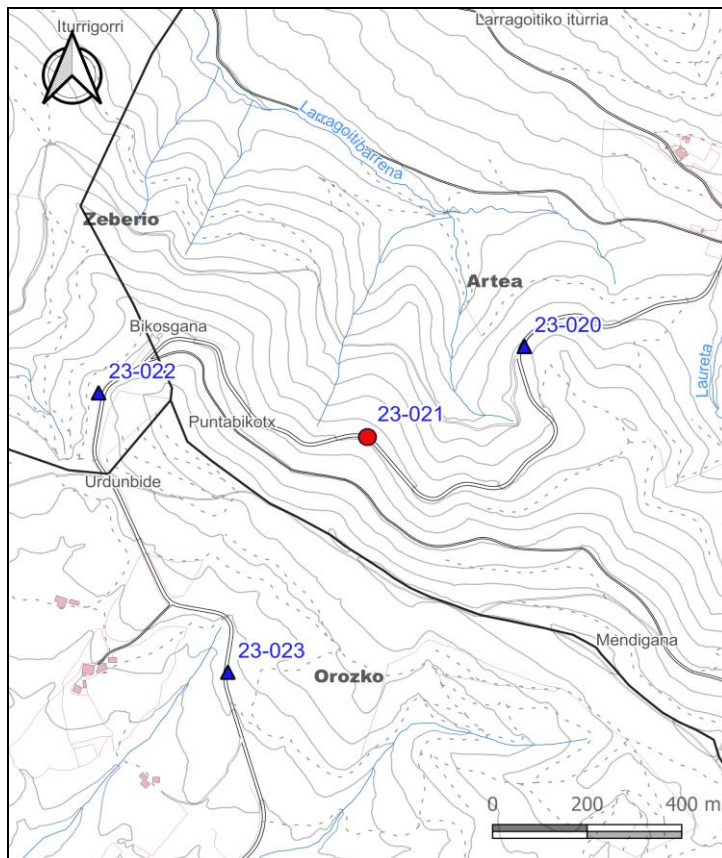 Iturrigorri
Larragoitiko iturria
Larragoitibarrena
Zeberio
Artea
23-020
Bikosgana
Laureta
23-022
Puntabikotx
23-021
Urdunbide
Mendigana
23-023
Orozko
0 200 400 m